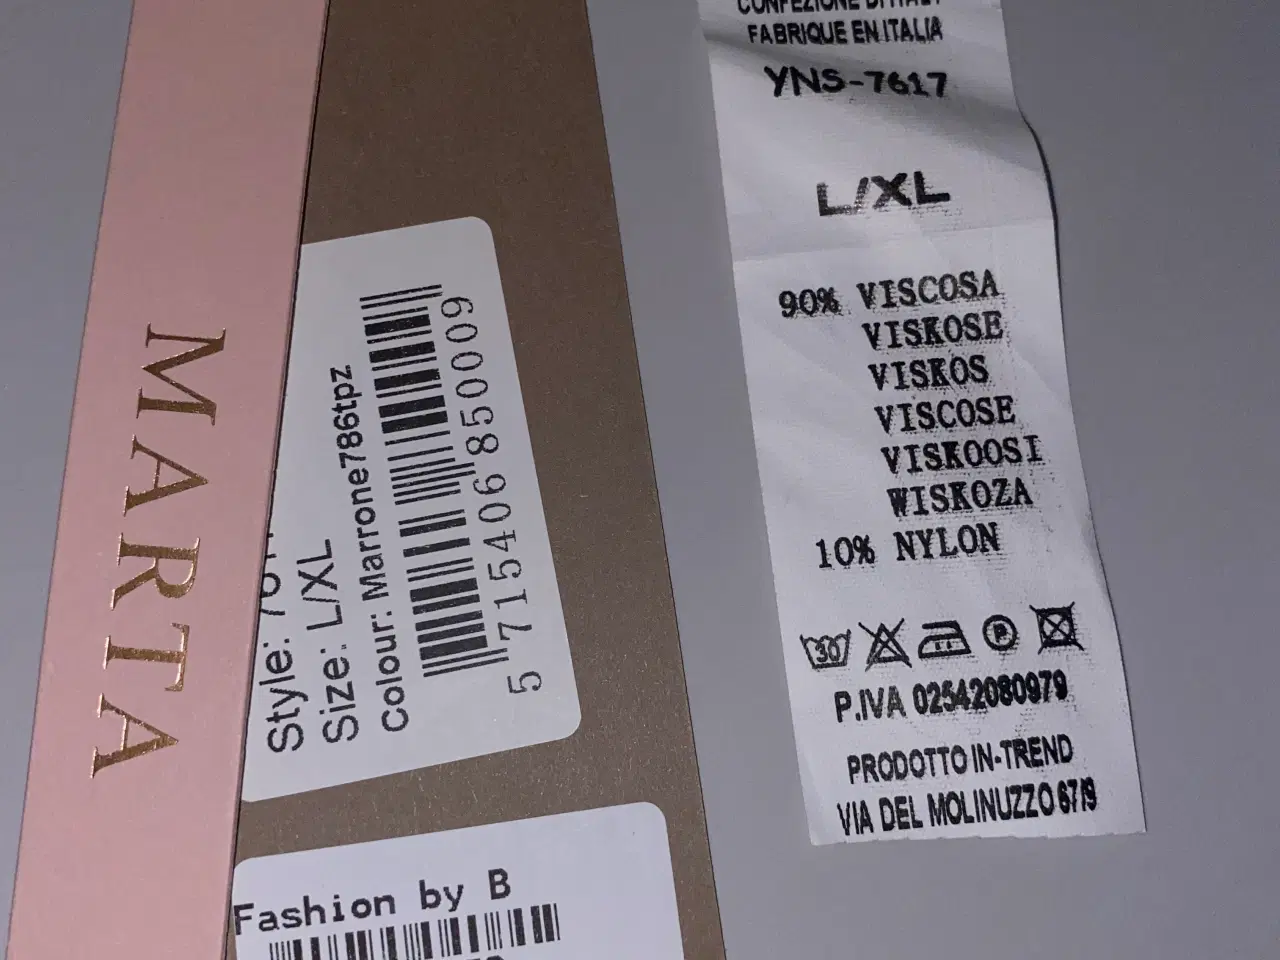 MARTA
Size: L/XL
Colour: Marrone786tpz
5 715406 850009
Fashion by B
FABRIQUE EN ITALIA
YNS-7617
L/XL
90% VISCOSA
VISKOSE
VISKOS
VISCOSE
VISKOOSI
WISKOZA
10% NYLON
30 P
P.IVA 02542080979
PRODOTTO IN-TREND
VIA DEL MOLINUZZO 67/9